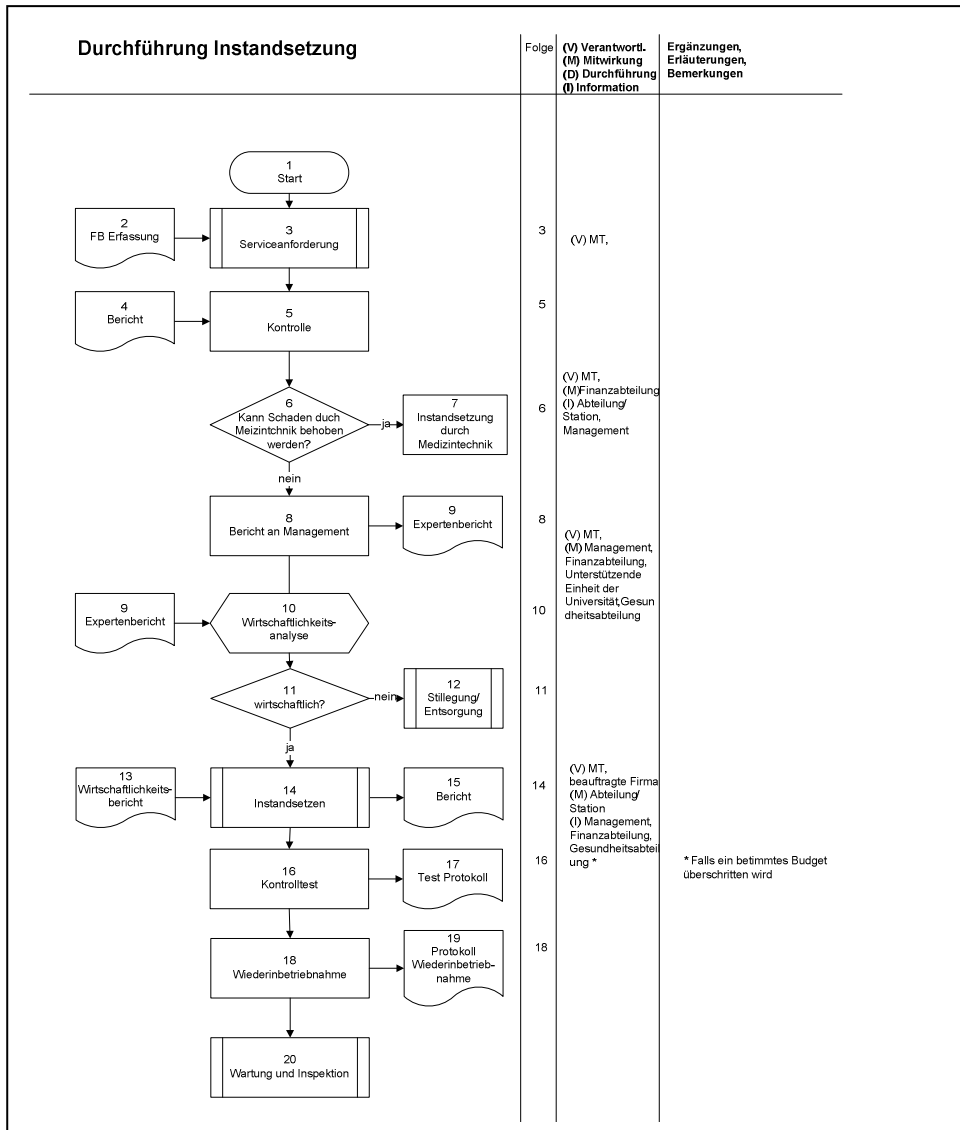 Durchführung Instandsetzung
Folge
(V) Verantwortl.
(M) Mitwirkung
(D) Durchführung
(I) Information
Ergänzungen,
Erläuterungen,
Bemerkungen
1
Start
2
FB Erfassung
3
Serviceanforderung
3
(V) MT,
4
Bericht
5
Kontrolle
5
6
Kann Schaden duch
Meizintchnik behoben
werden?
ja
7
Instandsetzung
durch
Medizintechnik
6
(V) MT,
(M)Finanzabteilung
(I) Abteilung/
Station,
Management
nein
8
Bericht an Management
9
Expertenbericht
8
(V) MT,
(M) Management,
Finanzabteilung,
Unterstützende
Einheit der
Universität,Gesun
dheitsabteilung
9
Expertenbericht
10
Wirtschaftlichkeits-
analyse
10
11
wirtschaftlich?
nein
12
Stillegung/
Entsorgung
11
ja
13
Wirtschaftlichkeits-
bericht
14
Instandsetzen
15
Bericht
14
(V) MT,
beauftragte Firma
(M) Abteilung/
Station
(I) Management,
Finanzabteilung,
Gesundheitsabteil
ung *
16
Kontrolltest
17
Test Protokoll
16
* Falls ein betimmtes Budget
überschritten wird
18
Wiederinbetriebnahme
19
Protokoll
Wiederinbetrieb-
nahme
18
20
Wartung und Inspektion